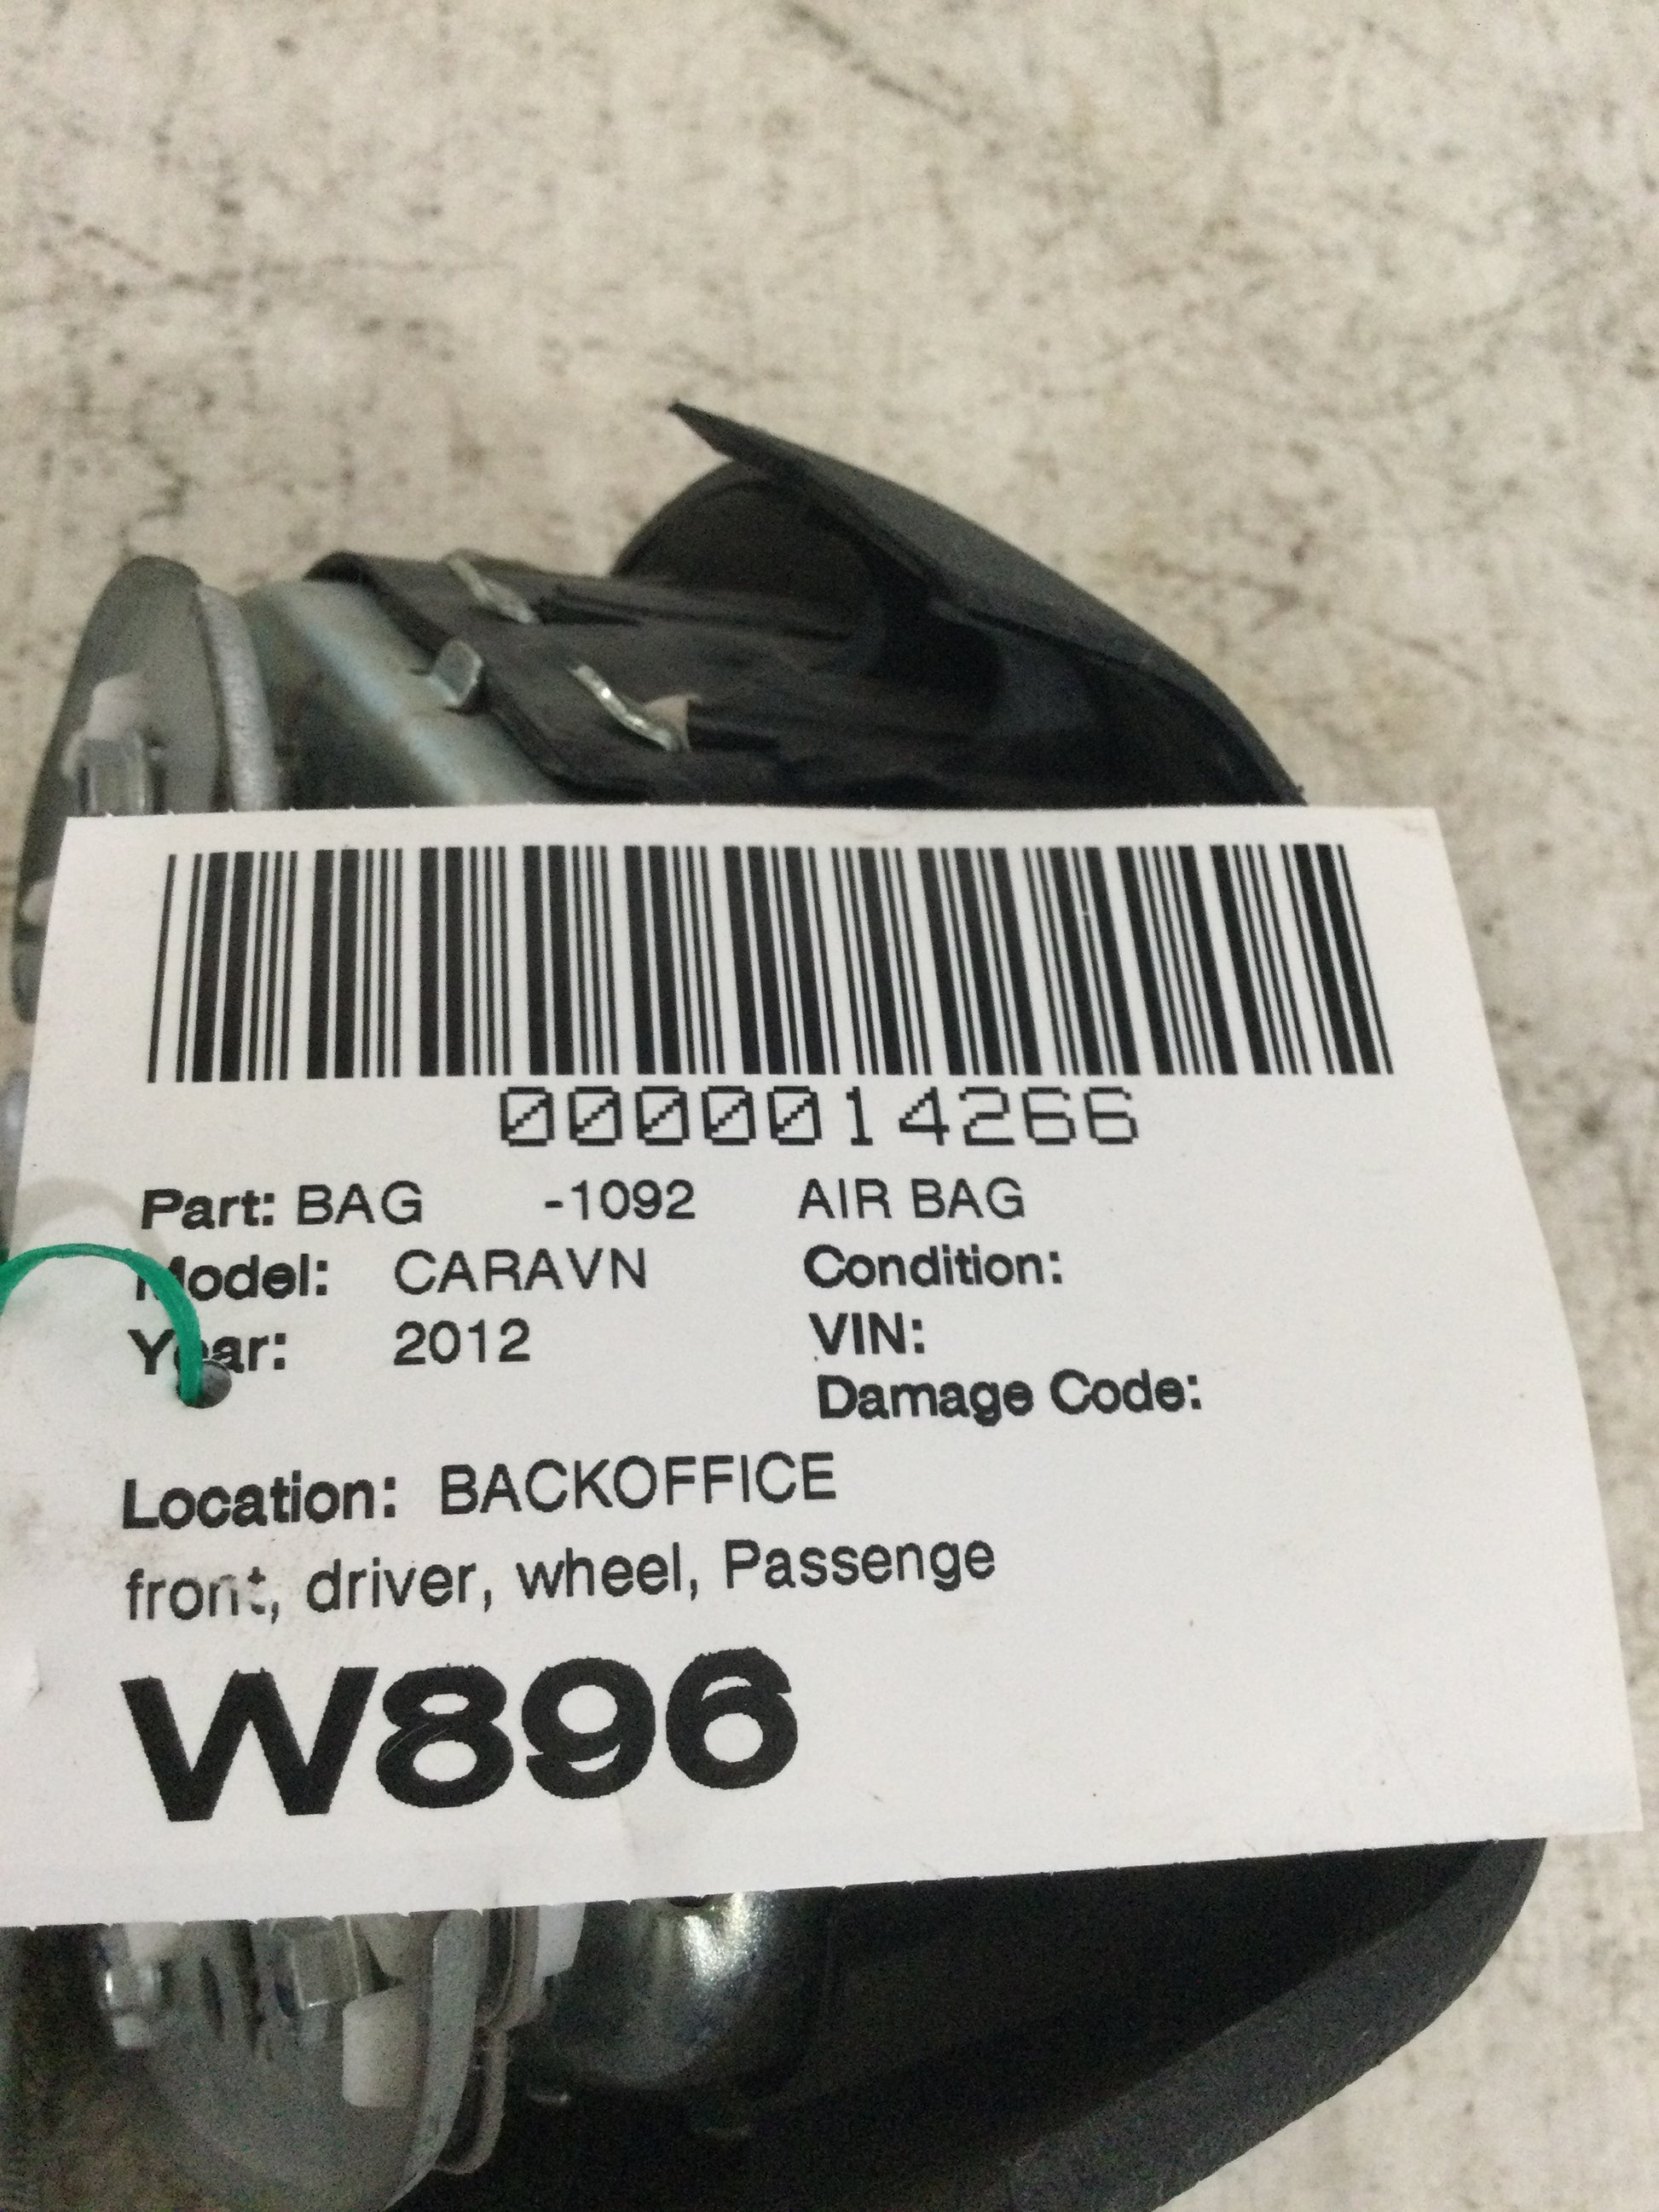 0000014266
Part: BAG -1092 AIR BAG
Model: CARAVN Condition:
Year: 2012 VIN:
Damage Code:
Location: BACKOFFICE
front, driver, wheel, Passenge
W896